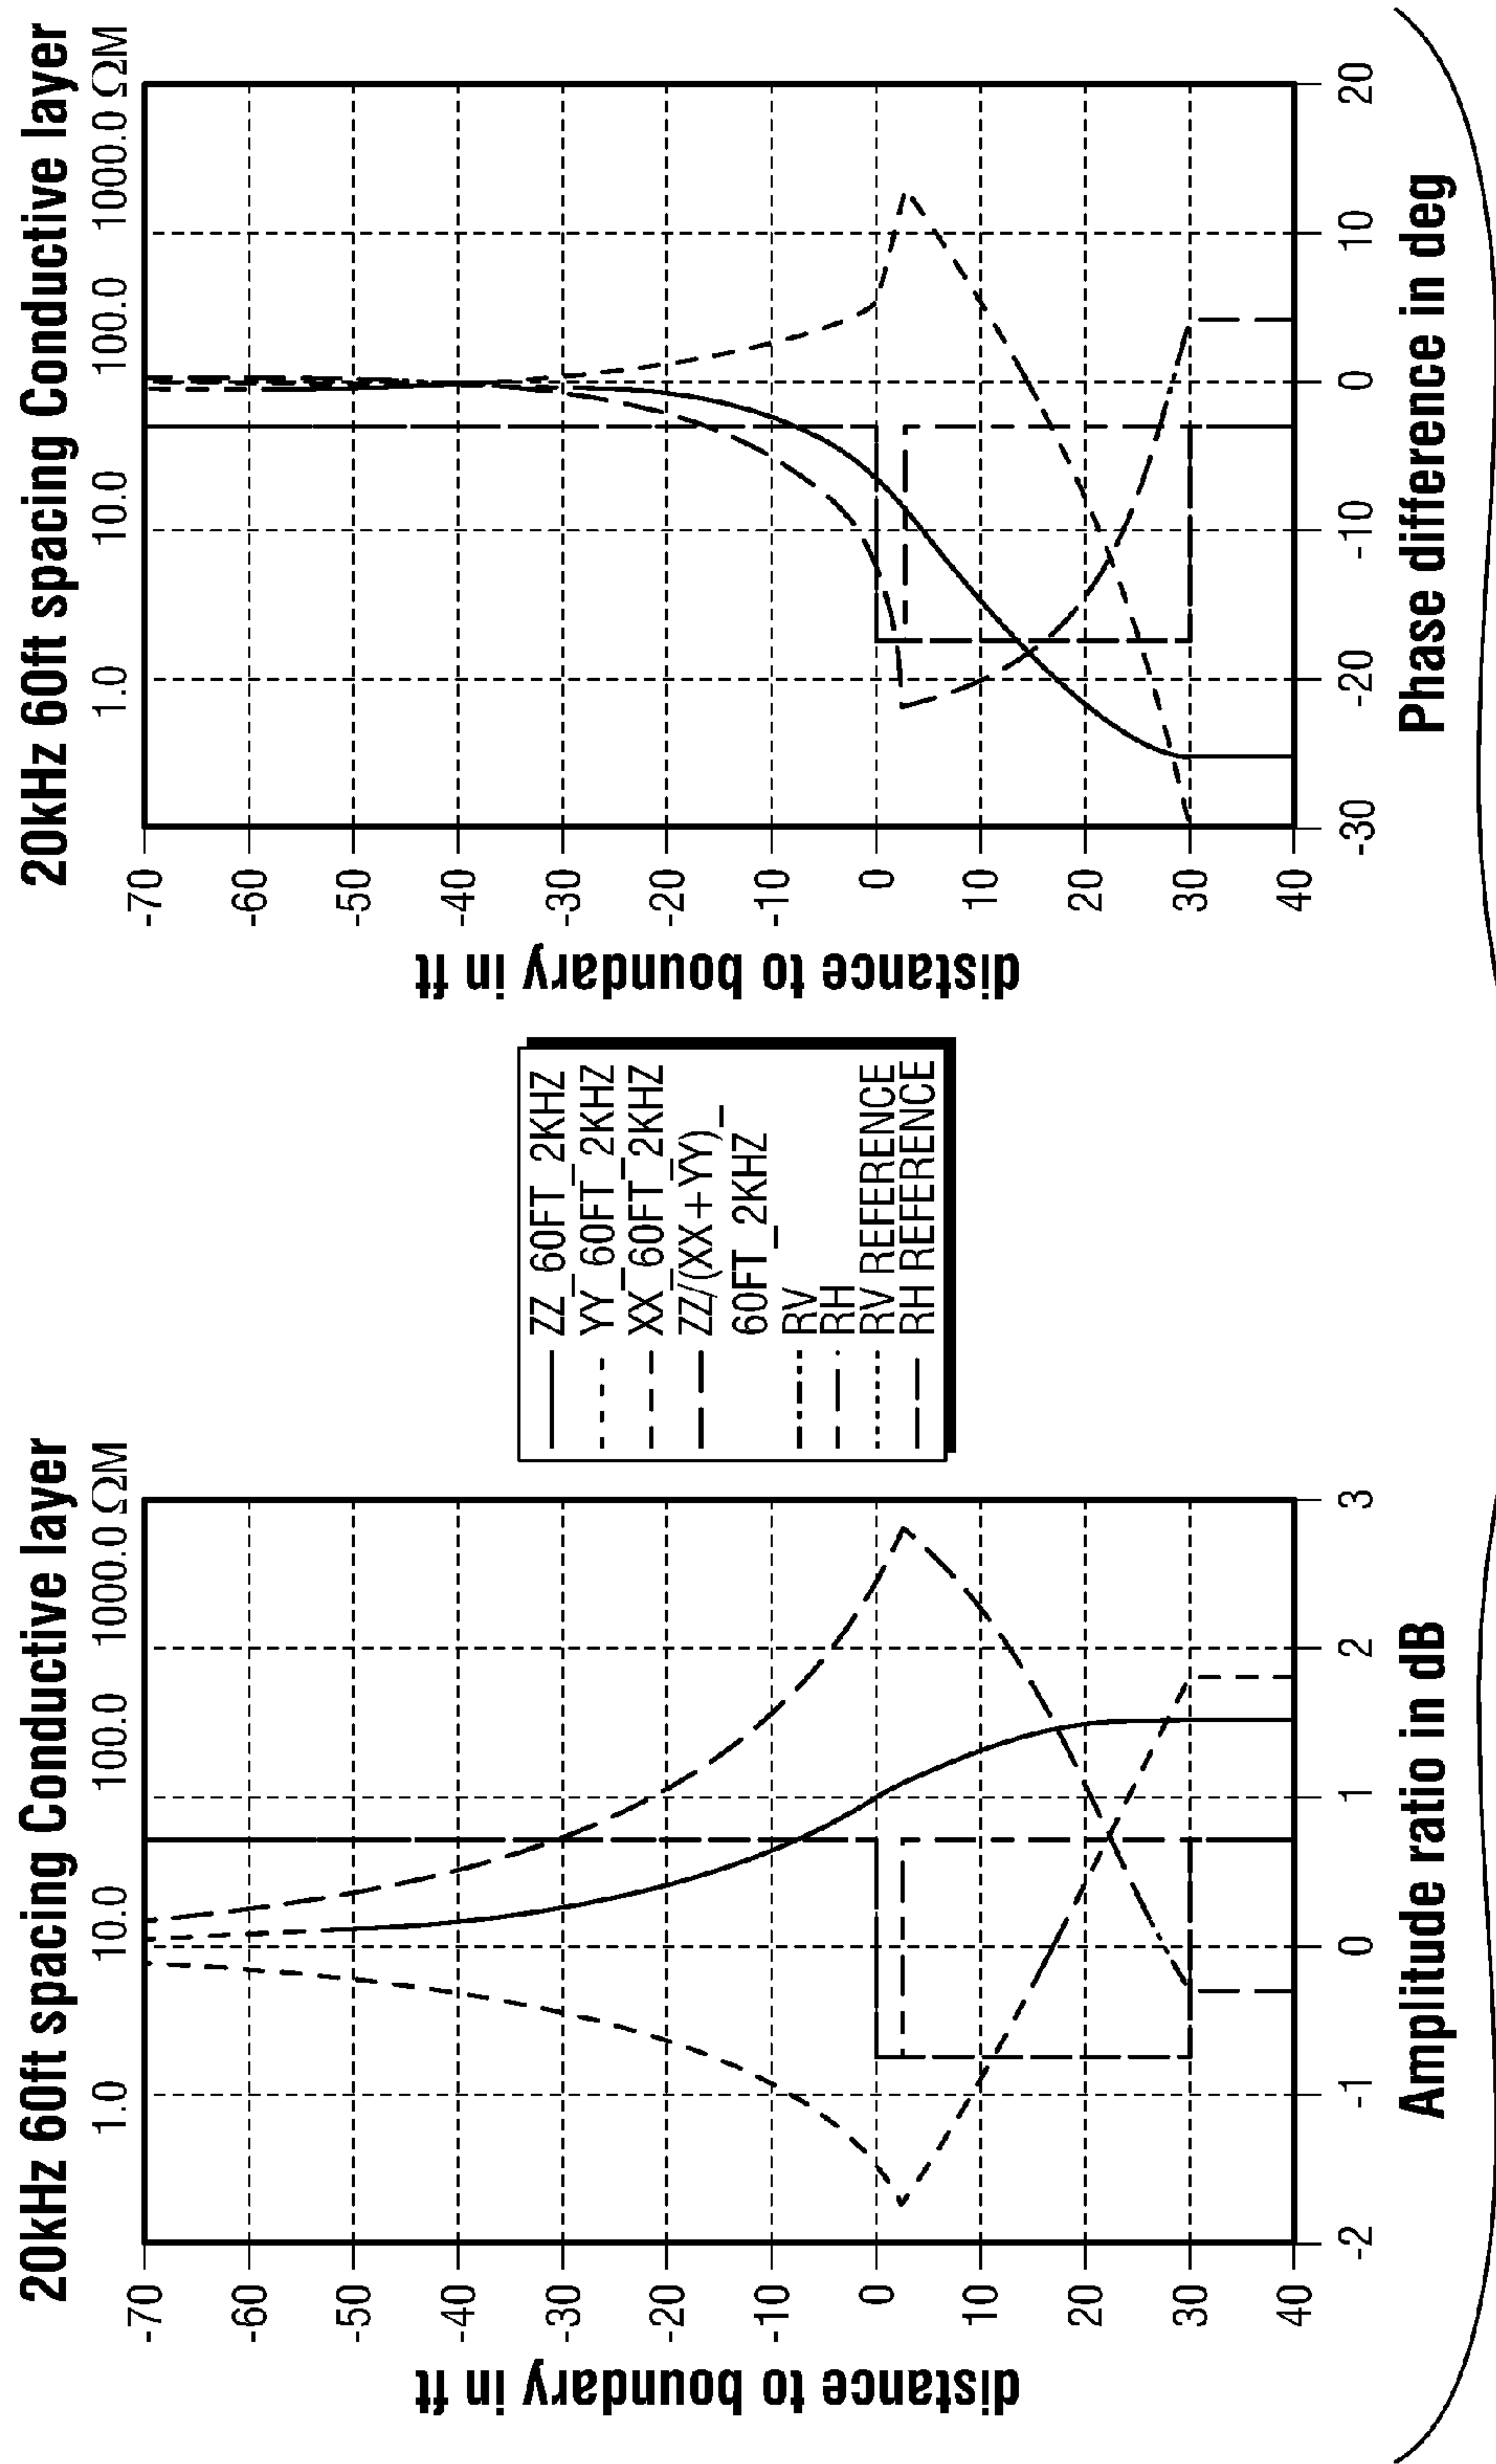 20kHz 60ft spacing Conductive layer
1.0 10.0 100.0 1000.0 ΩM
-70
-60
-50
-40
-30
-20
-10
0
10
20
30
40
distance to boundary in ft
-2 -1 0 1 2 3
Amplitude ratio in dB
ZZ_60FT_2KHZ
YY_60FT_2KHZ
XX_60FT_2KHZ
ZZ/(XX+YY)_
60FT_2KHZ
RV
RH
RV REFERENCE
RH REFERENCE
20kHz 60ft spacing Conductive layer
1.0 10.0 100.0 1000.0 ΩM
-70
-60
-50
-40
-30
-20
-10
0
10
20
30
40
distance to boundary in ft
-30 -20 -10 0 10 20
Phase difference in deg